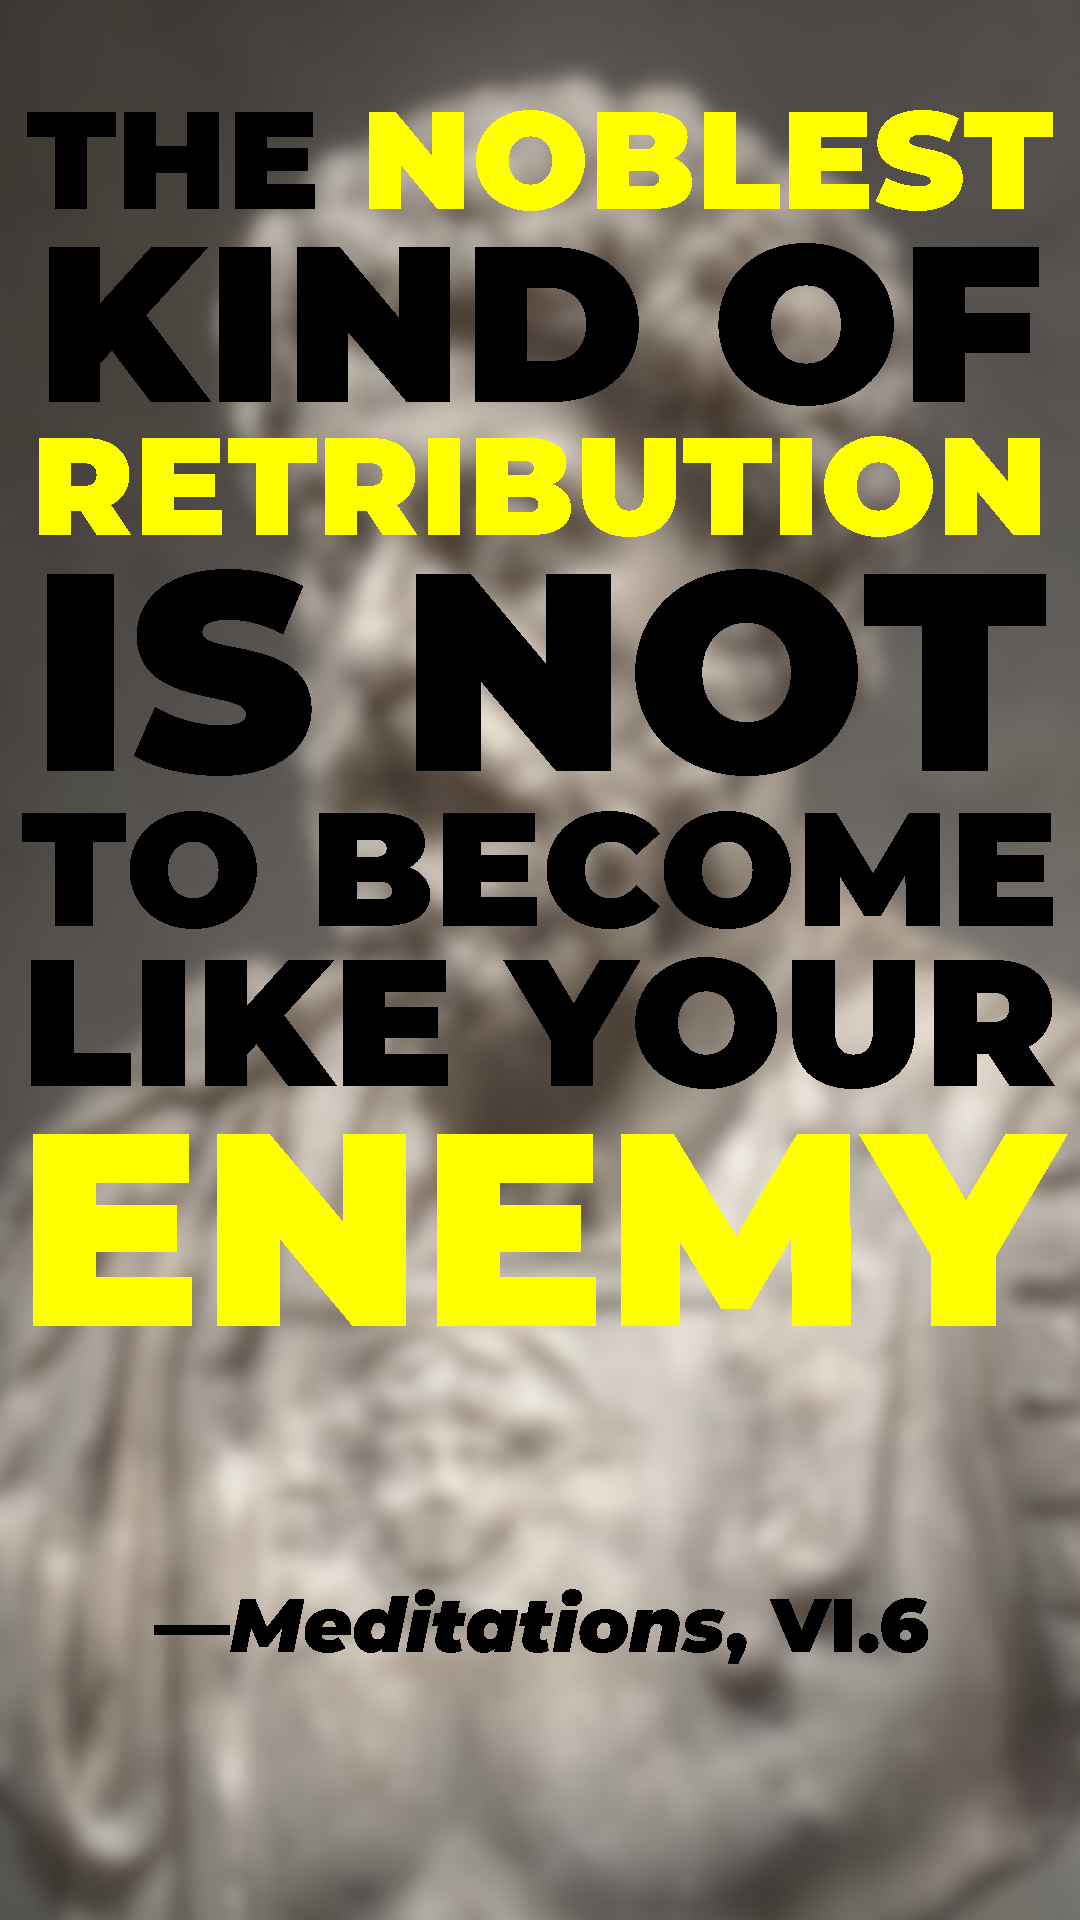 THE NOBLEST
KIND OF
RETRIBUTION
IS NOT
TO BECOME
LIKE YOUR
ENEMY
—Meditations, VI.6